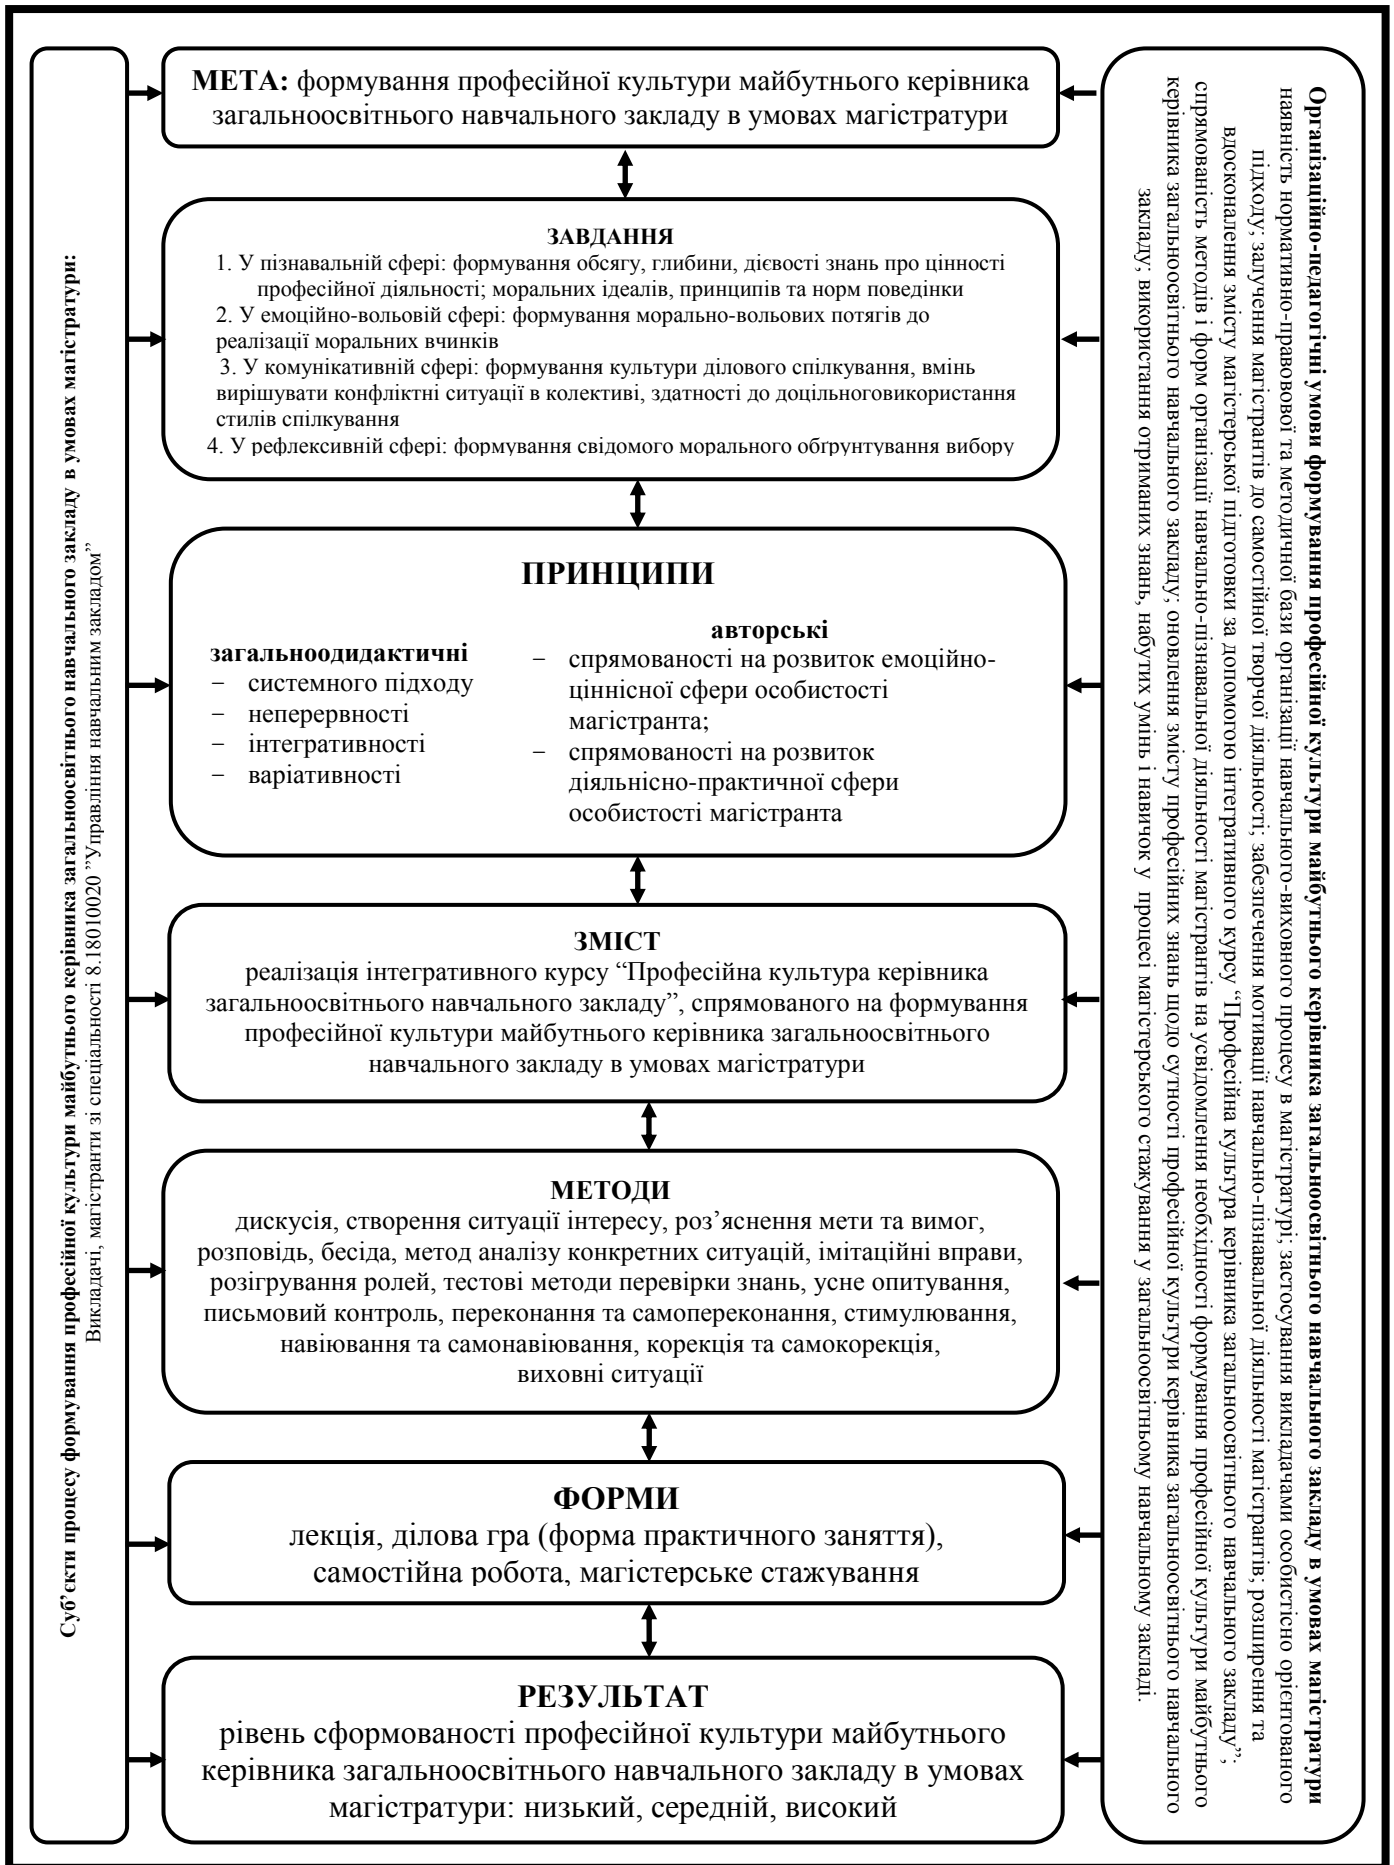 Суб’єкти процесу формування професійної культури майбутнього керівника загальноосвітнього навчального закладу в умовах магістратури:
Викладачі, магістранти зі спеціальності 8.18010020 ”Управління навчальним закладом”
МЕТА: формування професійної культури майбутнього керівника
загальноосвітнього навчального закладу в умовах магістратури
ЗАВДАННЯ
1. У пізнавальній сфері: формування обсягу, глибини, дієвості знань про цінності
професійної діяльності; моральних ідеалів, принципів та норм поведінки
2. У емоційно-вольовій сфері: формування морально-вольових потягів до
реалізації моральних вчинків
3. У комунікативній сфері: формування культури ділового спілкування, вмінь
вирішувати конфліктні ситуації в колективі, здатності до доцільноговикористання
стилів спілкування
4. У рефлексивній сфері: формування свідомого морального обґрунтування вибору
ПРИНЦИПИ
загальноодидактичні
− системного підходу
− неперервності
− інтегративності
− варіативності
авторські
− спрямованості на розвиток емоційно-
ціннісної сфери особистості
магістранта;
− спрямованості на розвиток
діяльнісно-практичної сфери
особистості магістранта
ЗМІСТ
реалізація інтегративного курсу “Професійна культура керівника
загальноосвітнього навчального закладу”, спрямованого на формування
професійної культури майбутнього керівника загальноосвітнього
навчального закладу в умовах магістратури
МЕТОДИ
дискусія, створення ситуації інтересу, роз’яснення мети та вимог,
розповідь, бесіда, метод аналізу конкретних ситуацій, імітаційні вправи,
розігрування ролей, тестові методи перевірки знань, усне опитування,
письмовий контроль, переконання та самопереконання, стимулювання,
навіювання та самонавіювання, корекція та самокорекція,
виховні ситуації
ФОРМИ
лекція, ділова гра (форма практичного заняття),
самостійна робота, магістерське стажування
РЕЗУЛЬТАТ
рівень сформованості професійної культури майбутнього
керівника загальноосвітнього навчального закладу в умовах
магістратури: низький, середній, високий
Організаційно-педагогічні умови формування професійної культури майбутнього керівника загальноосвітнього навчального закладу в умовах магістратури
наявність нормативно-правовової та методичної бази організації навчального-виховного процесу в магістратурі; застосування викладачами особистісно орієнтованого
підходу; залучення магістрантів до самостійної творчої діяльності; забезпечення мотивації навчально-пізнавальної діяльності магістрантів; розширення та
вдосконалення змісту магістерської підготовки за допомогою інтегративного курсу “Професійна культура керівника загальноосвітнього навчального закладу”;
спрямованість методів і форм організації навчально-пізнавальної діяльності магістрантів на усвідомлення необхідності формування професійної культури майбутнього
керівника загальноосвітнього навчального закладу; оновлення змісту професійних знань щодо сутності професійної культури керівника загальноосвітнього навчального
закладу; використання отриманих знань, набутих умінь і навичок у процесі магістерського стажування у загальноосвітньому навчальному закладі.